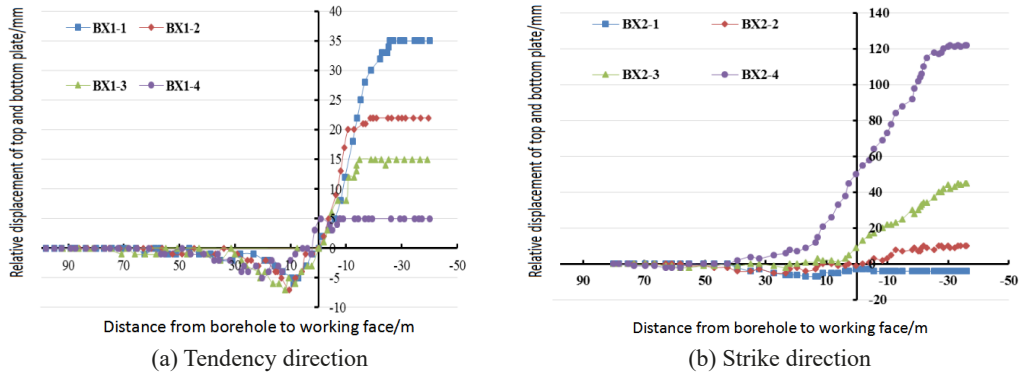 Relative displacement of top and bottom plate/mm
BX1-1 BX1-2
BX1-3 BX1-4
40
35
30
25
20
15
10
5
0
-5
-10
90 70 50 30 10 -10 -30 -50
Distance from borehole to working face/m
(a) Tendency direction
Relative displacement of top and bottom plate/mm
BX2-1 BX2-2
BX2-3 BX2-4
140
120
100
80
60
40
20
0
-20
90 70 50 30 10 -10 -30 -50
Distance from borehole to working face/m
(b) Strike direction